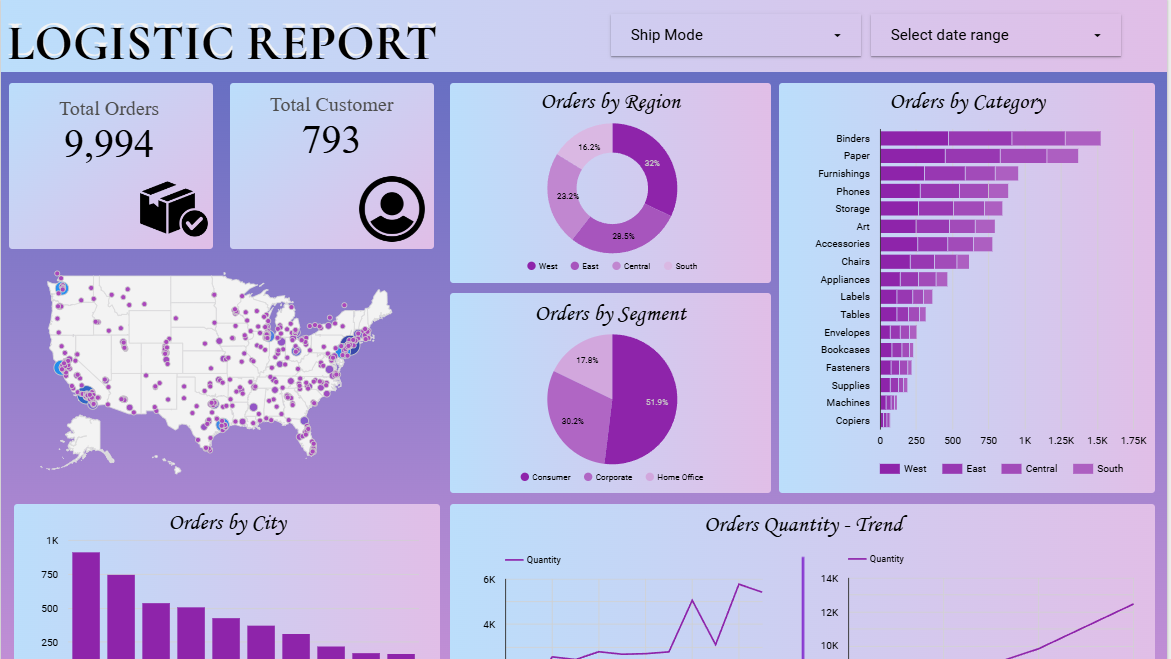 LOGISTIC REPORT
Ship Mode
Select date range
Total Orders
9,994
Total Customer
793
Orders by Region
16.2%
32%
23.2%
28.5%
West East Central South
Orders by Segment
17.8%
51.9%
30.2%
Consumer Corporate Home Office
Orders by Category
Binders
Paper
Furnishings
Phones
Storage
Art
Accessories
Chairs
Appliances
Labels
Tables
Envelopes
Bookcases
Fasteners
Supplies
Machines
Copiers
0 250 500 750 1K 1.25K 1.5K 1.75K
West East Central South
Orders by City
1K
750
500
250
Orders Quantity - Trend
Quantity
6K
4K
Quantity
14K
12K
10K